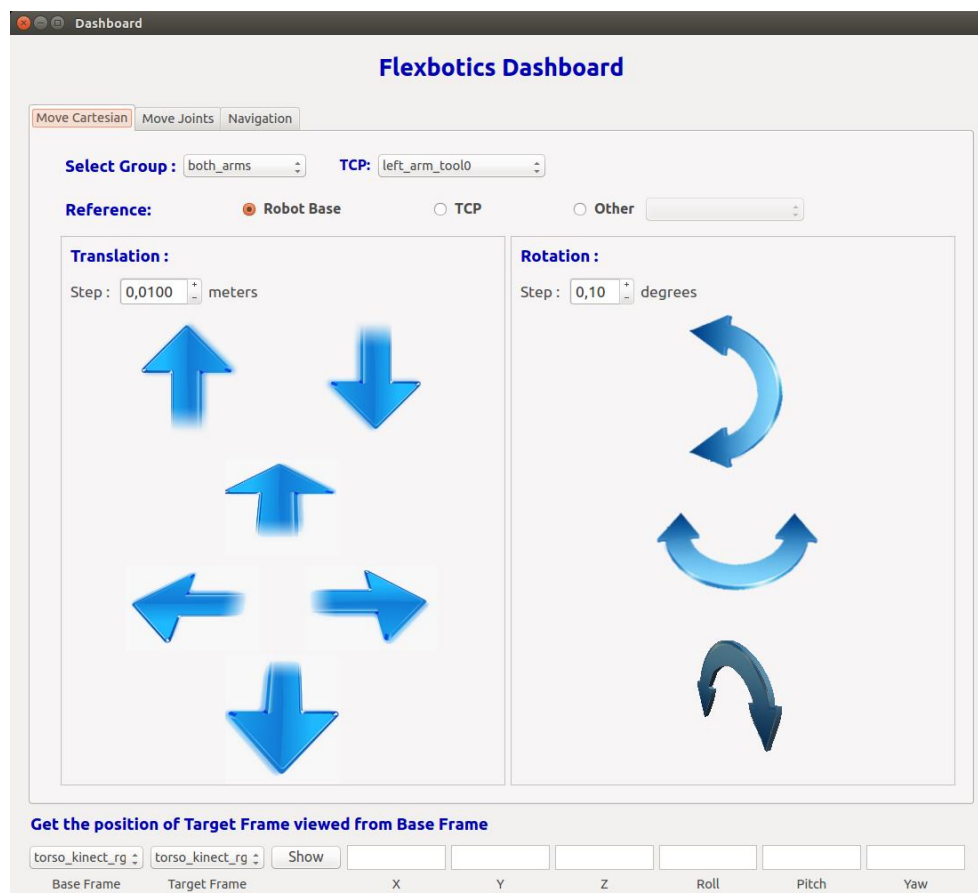 Dashboard
Flexbotics Dashboard
Move Cartesian Move Joints Navigation
Select Group : both_arms TCP: left_arm_tool0
Reference: Robot Base TCP Other
Translation : Rotation :
Step : 0,0100 meters Step : 0,10 degrees
Get the position of Target Frame viewed from Base Frame
torso_kinect_rg torso_kinect_rg Show
Base Frame Target Frame X Y Z Roll Pitch Yaw